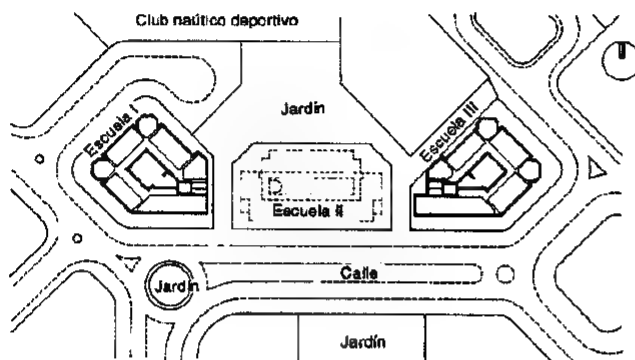 Club naútico deportivo
Jardín
Escuela I
Escuela III
Escuela II
Calle
Jardín
Jardín